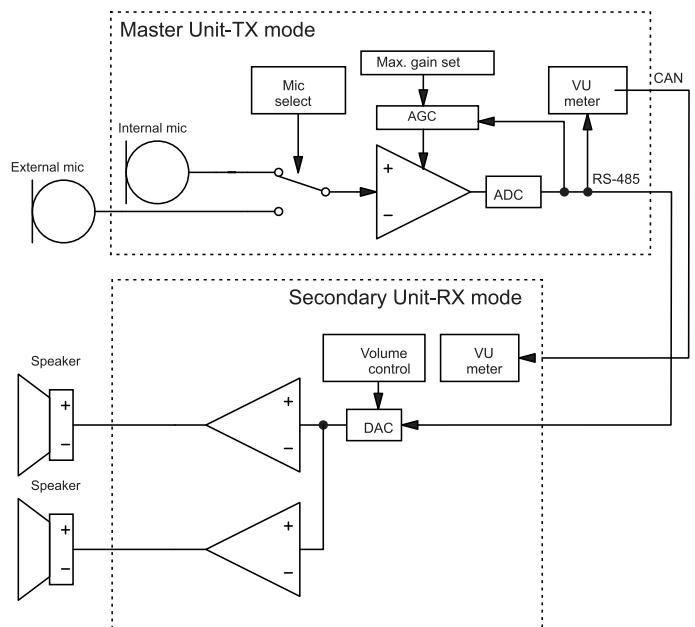 Master Unit-TX mode
Max. gain set
Mic
select
AGC
VU
meter
CAN
Internal mic
External mic
+
−
ADC
RS-485
Secondary Unit-RX mode
Speaker
+
−
+
−
Volume
control
VU
meter
DAC
Speaker
+
−
+
−